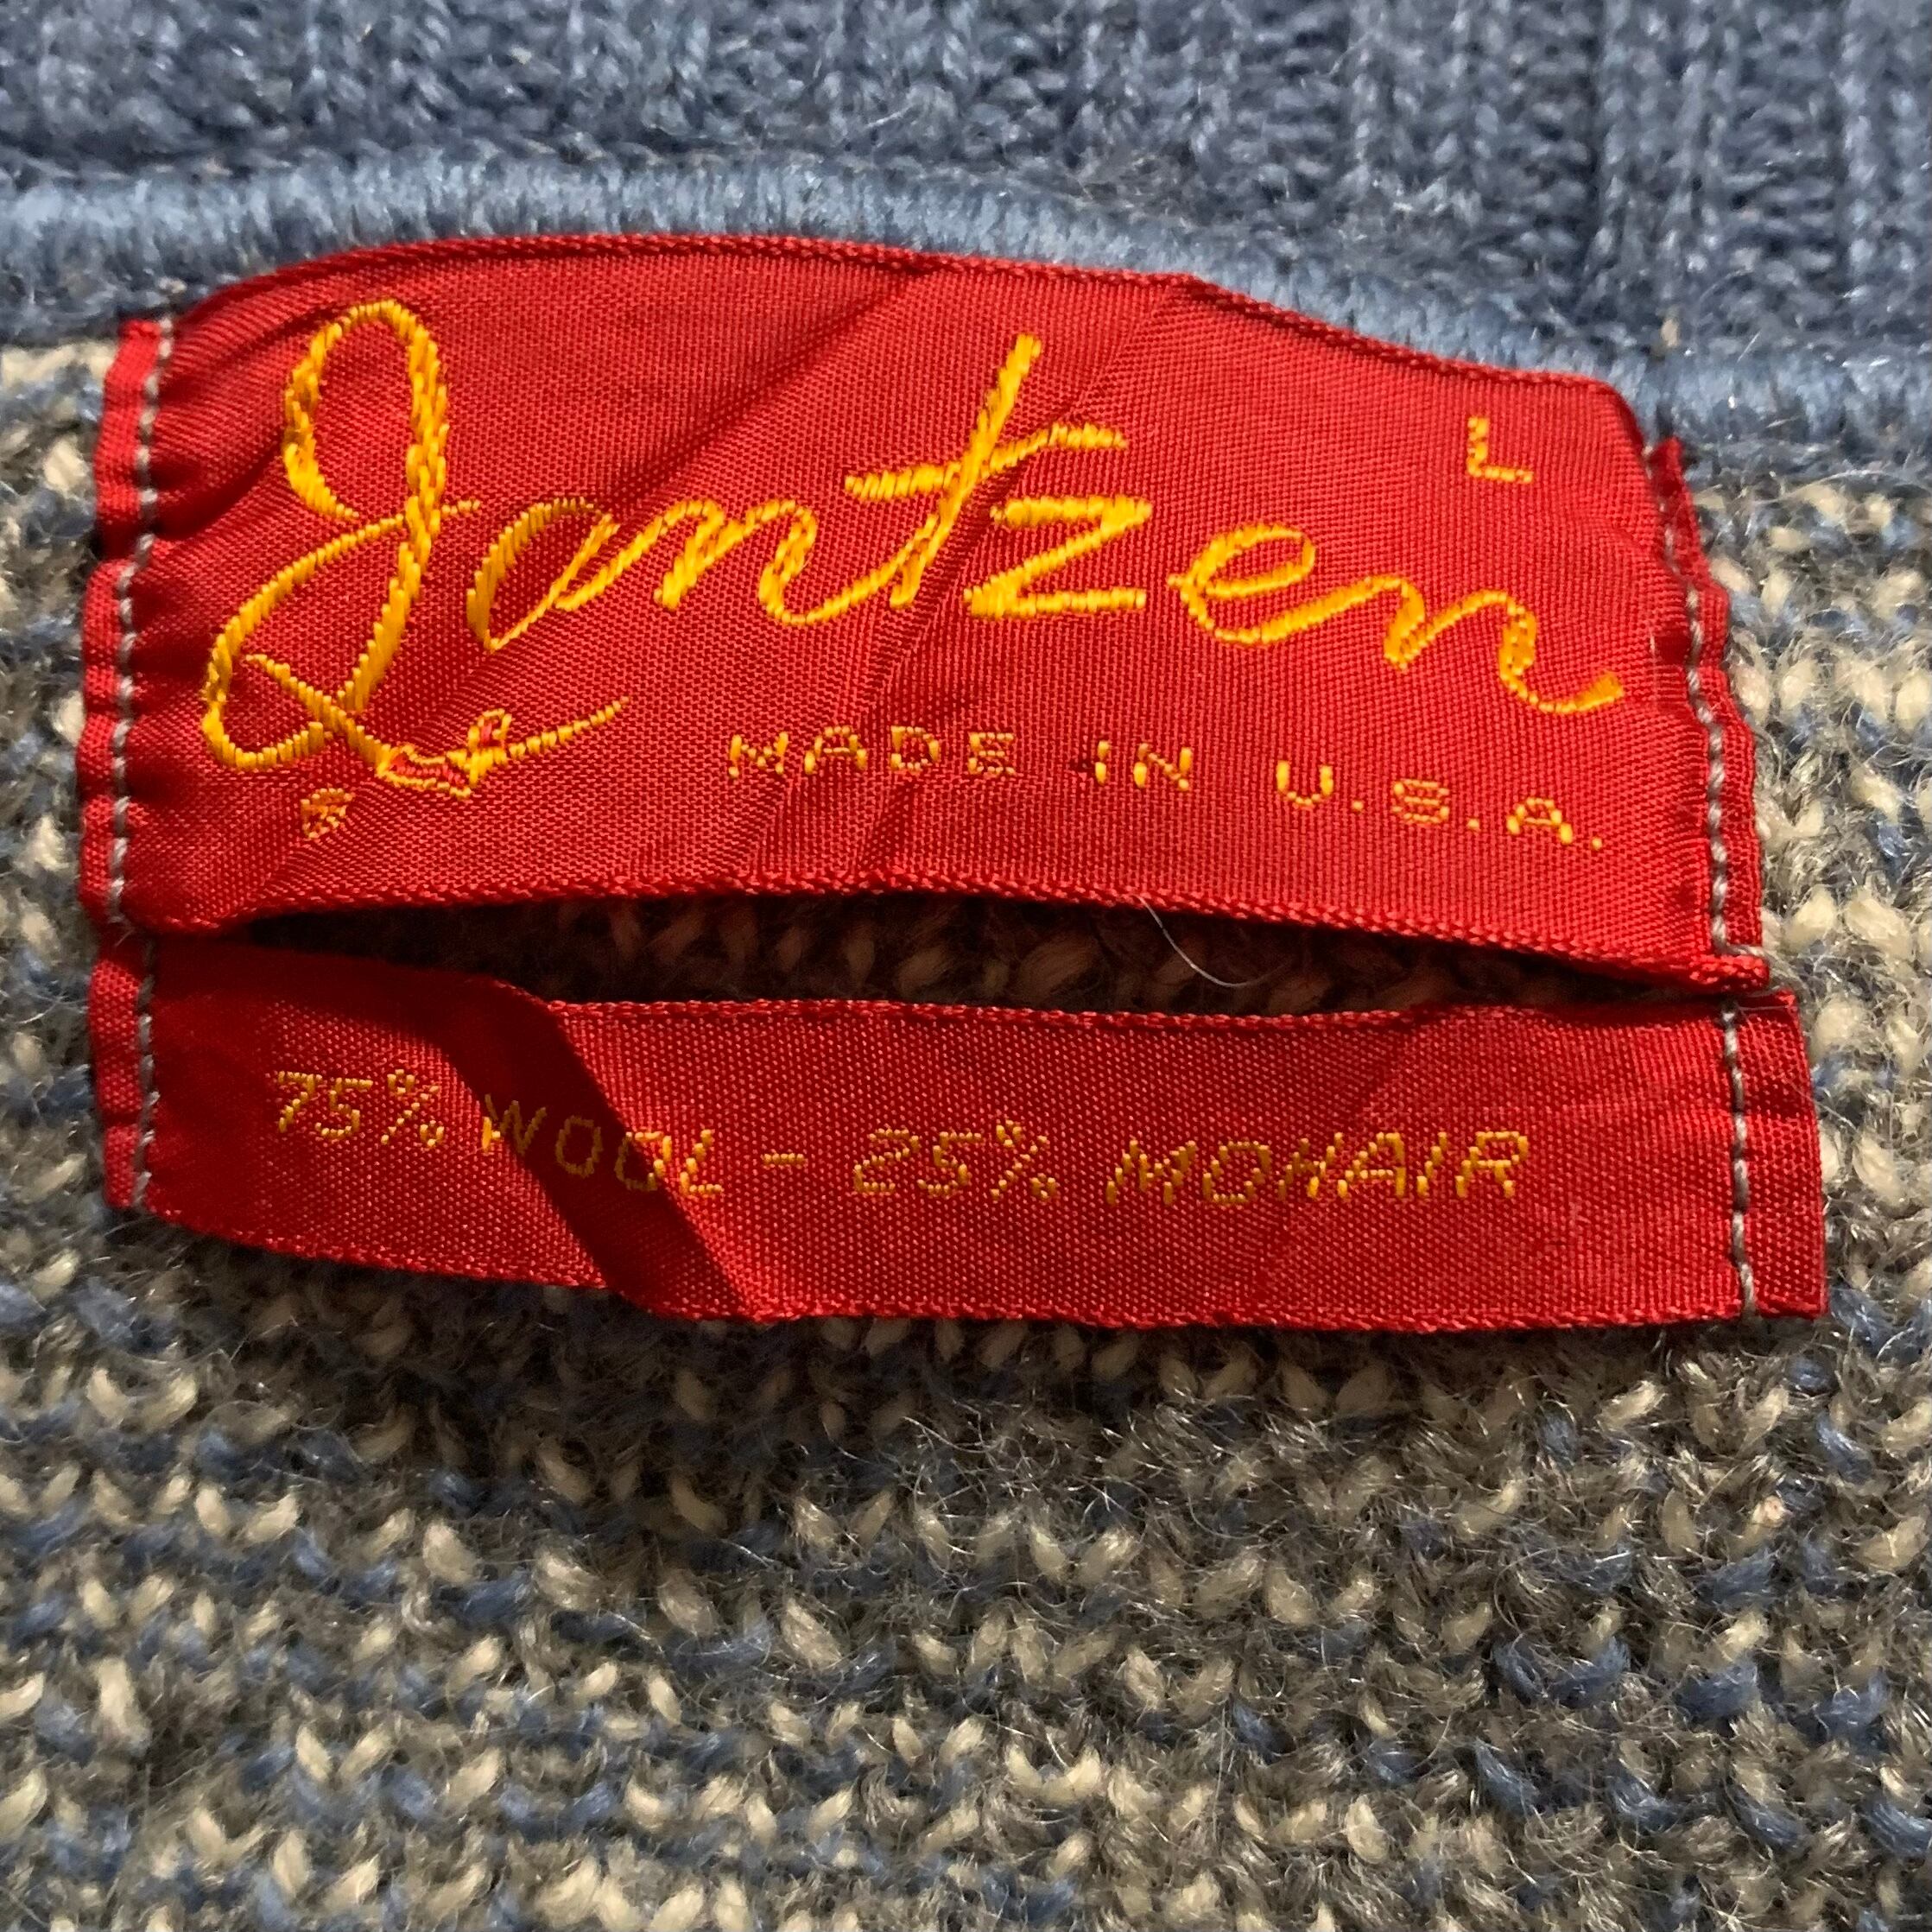 Jantzen
L
MADE IN U.S.A.
75% WOOL - 25% MOHAIR